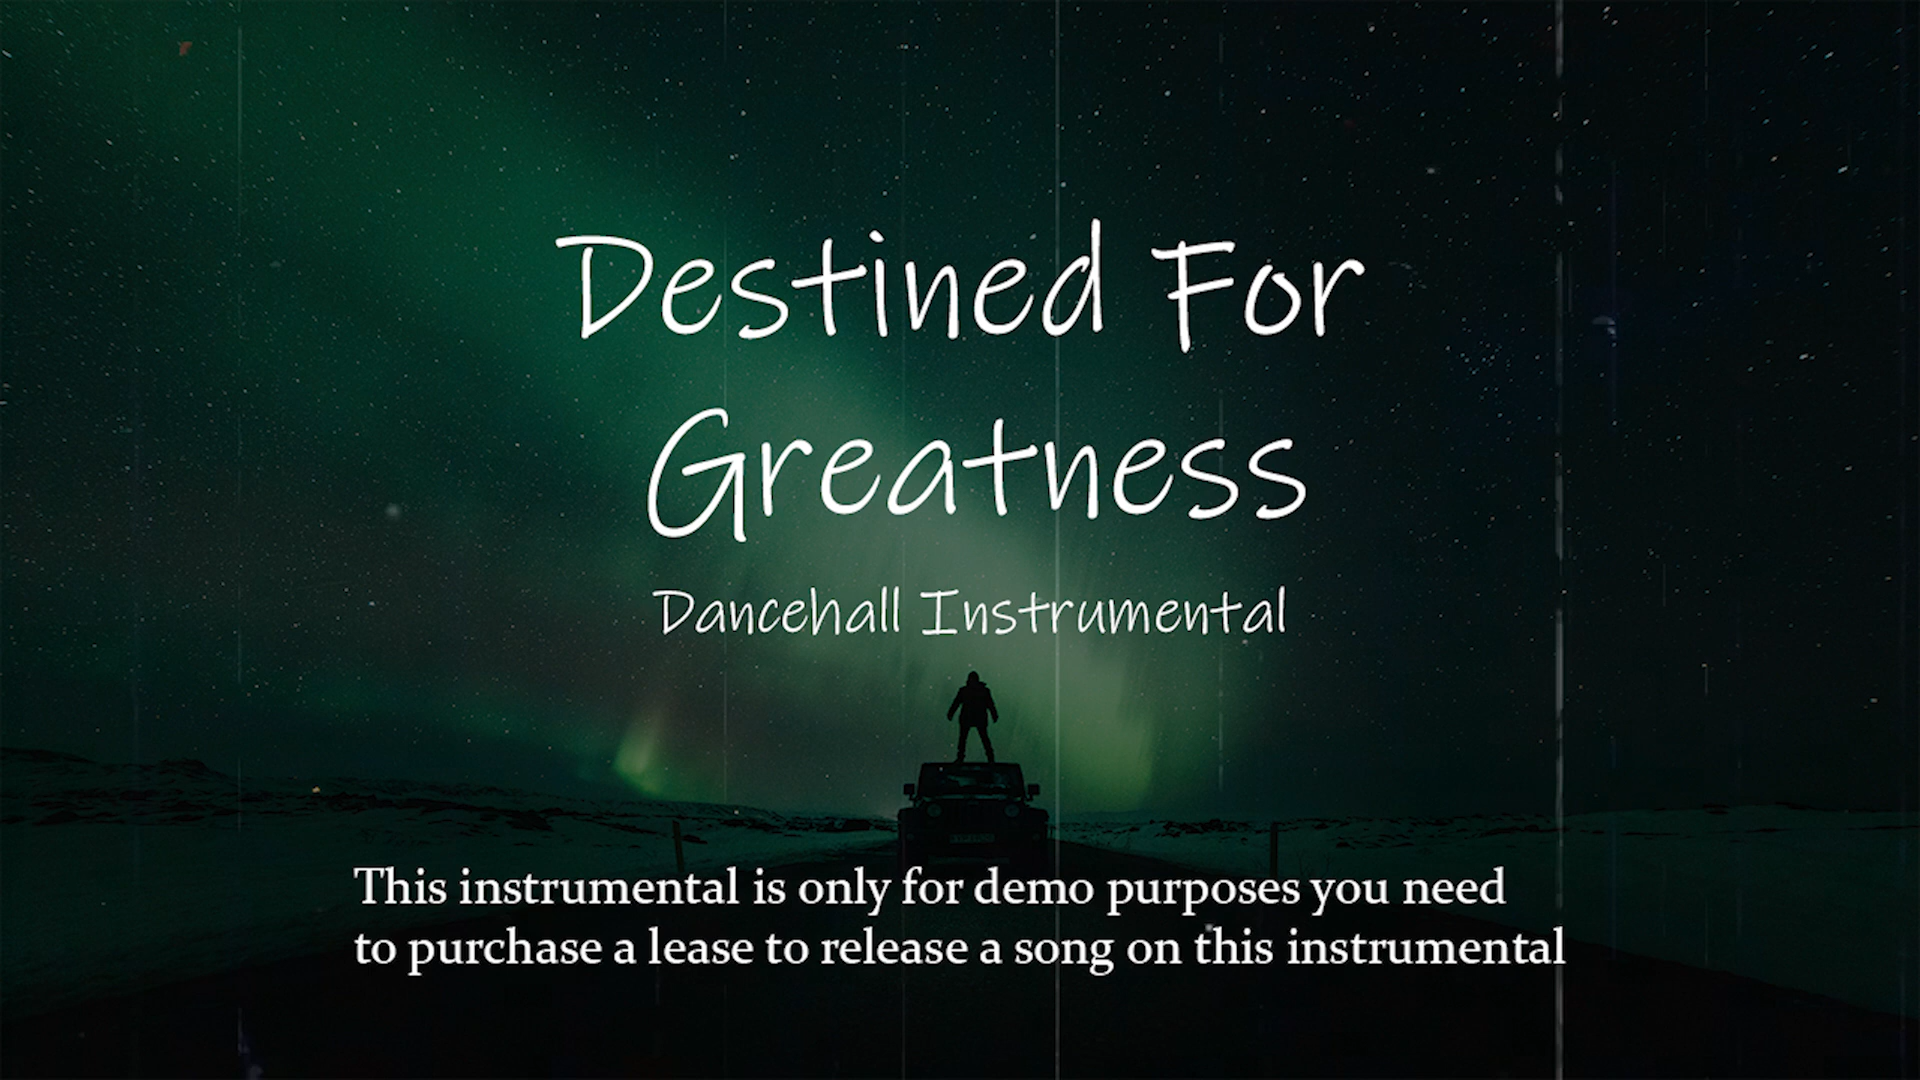 Destined For
Greatness
Dancehall Instrumental
This instrumental is only for demo purposes you need
to purchase a lease to release a song on this instrumental